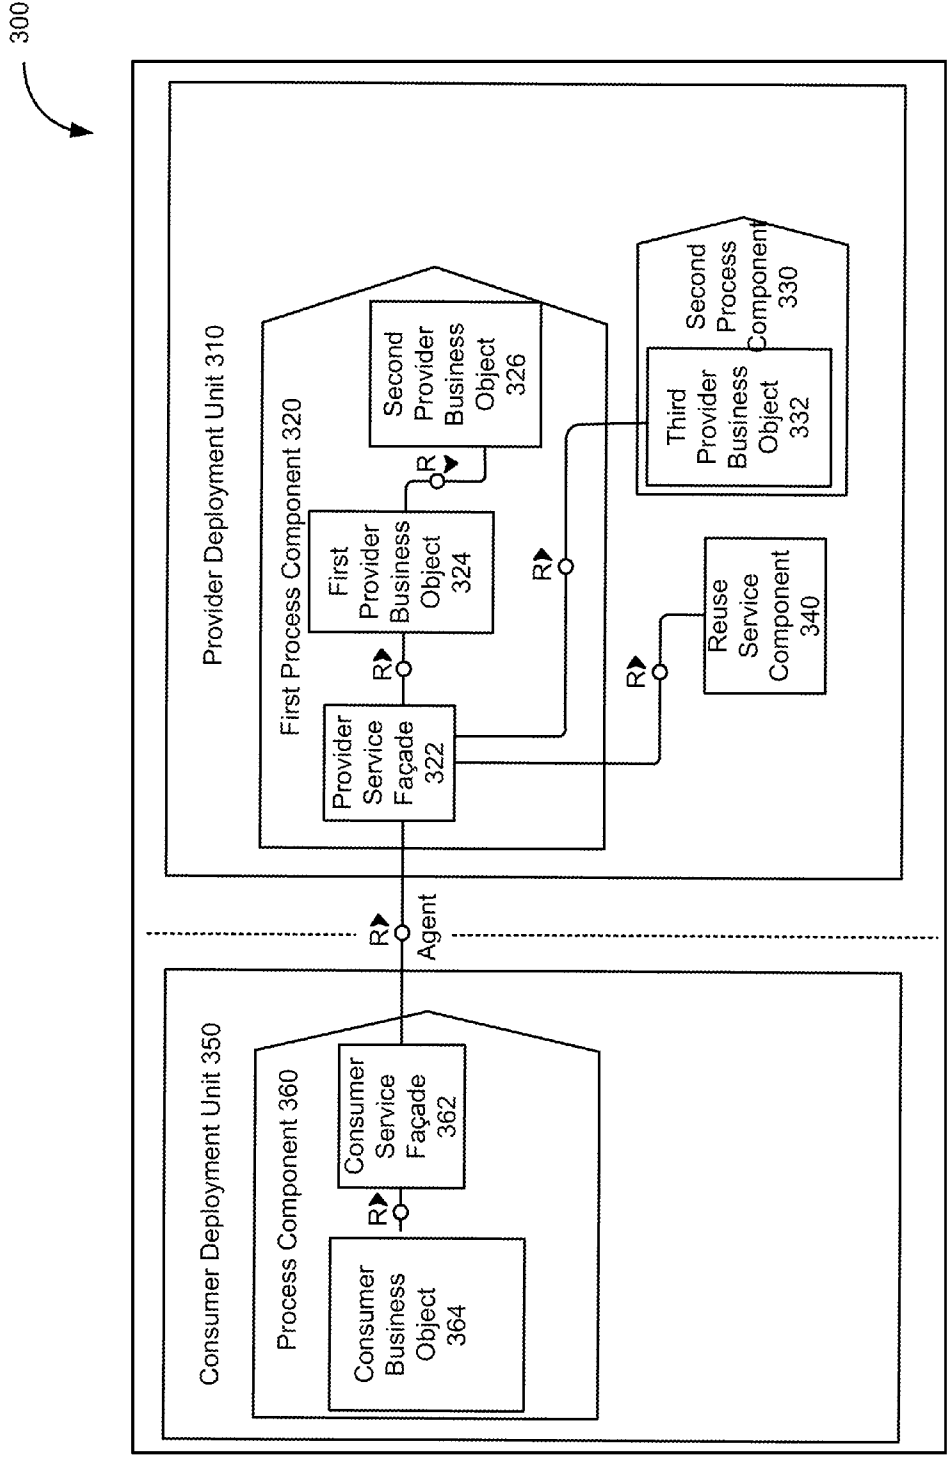 300
Consumer Deployment Unit 350
Process Component 360
Consumer
Business
Object
364
R
Consumer
Service
Façade
362
R
Agent
Provider Deployment Unit 310
First Process Component 320
Provider
Service
Façade
322
R
First
Provider
Business
Object
324
R
Second
Provider
Business
Object
326
R
R
Reuse
Service
Component
340
Third
Provider
Business
Object
332
Second
Process
Component
330